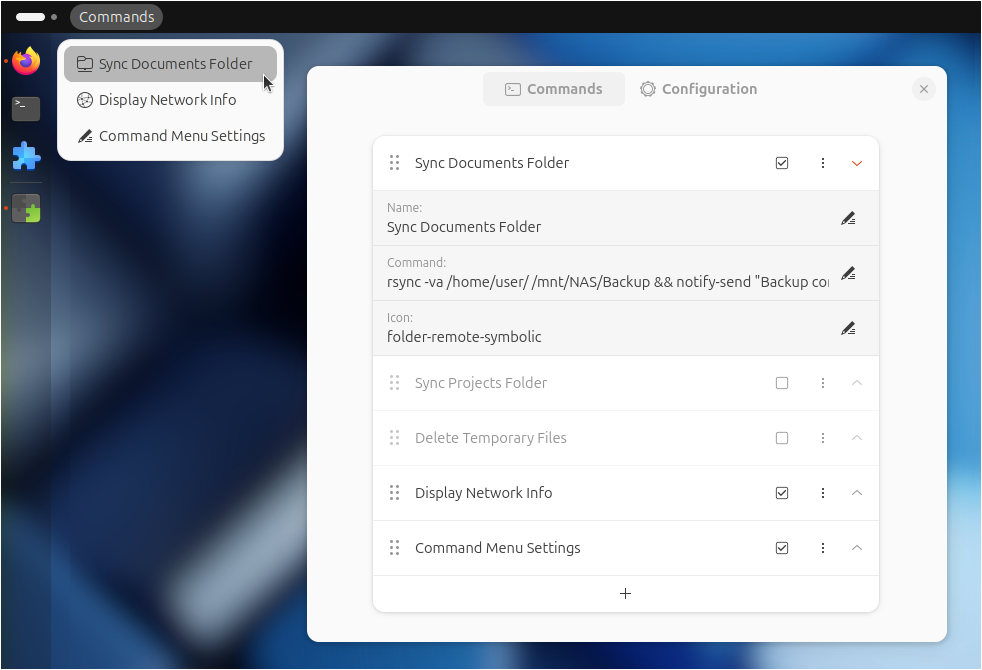 Commands
Sync Documents Folder
Display Network Info
Command Menu Settings
Commands
Configuration
Sync Documents Folder
Name:
Sync Documents Folder
Command:
rsync -va /home/user/ /mnt/NAS/Backup && notify-send "Backup co
Icon:
folder-remote-symbolic
Sync Projects Folder
Delete Temporary Files
Display Network Info
Command Menu Settings